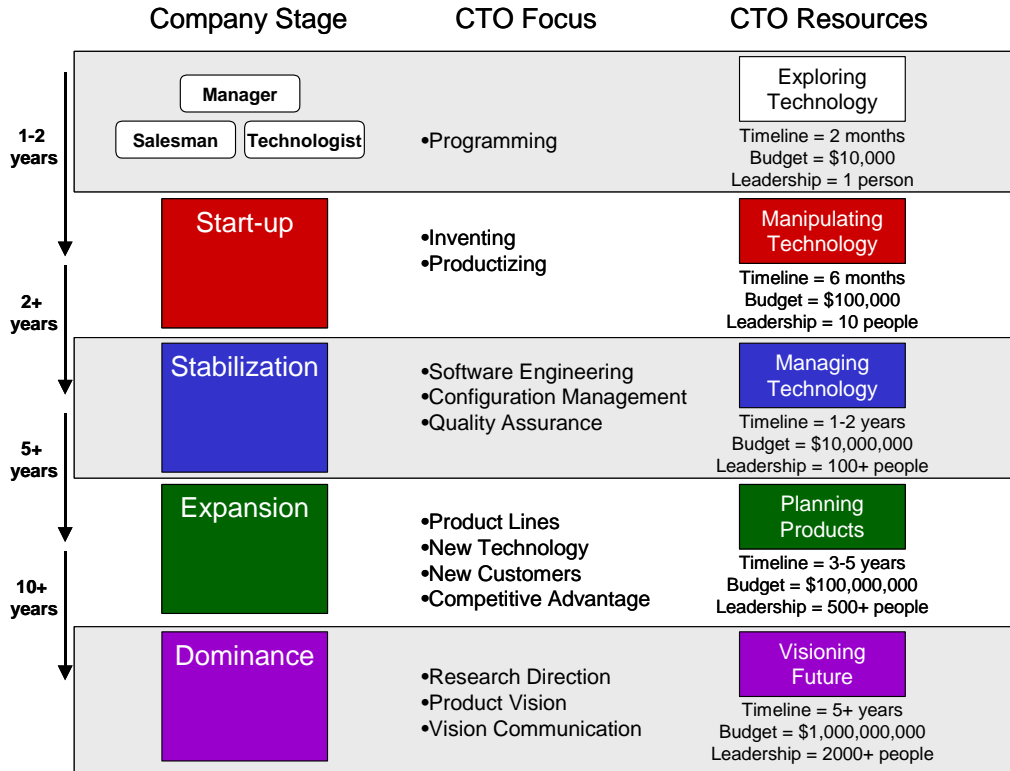 Company Stage
CTO Focus
CTO Resources
1-2
years
Manager
Salesman
Technologist
•Programming
Exploring
Technology
Timeline = 2 months
Budget = $10,000
Leadership = 1 person
2+
years
Start-up
•Inventing
•Productizing
Manipulating
Technology
Timeline = 6 months
Budget = $100,000
Leadership = 10 people
Stabilization
•Software Engineering
•Configuration Management
•Quality Assurance
Managing
Technology
Timeline = 1-2 years
Budget = $10,000,000
Leadership = 100+ people
5+
years
Expansion
•Product Lines
•New Technology
•New Customers
•Competitive Advantage
Planning
Products
Timeline = 3-5 years
Budget = $100,000,000
Leadership = 500+ people
10+
years
Dominance
•Research Direction
•Product Vision
•Vision Communication
Visioning
Future
Timeline = 5+ years
Budget = $1,000,000,000
Leadership = 2000+ people